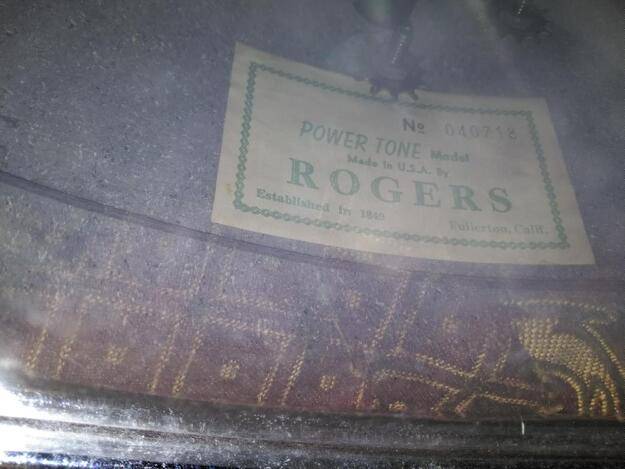 Nº 040718
POWER TONE Model
Made in U.S.A. By
ROGERS
Established in 1849
Fullerton, Calif.